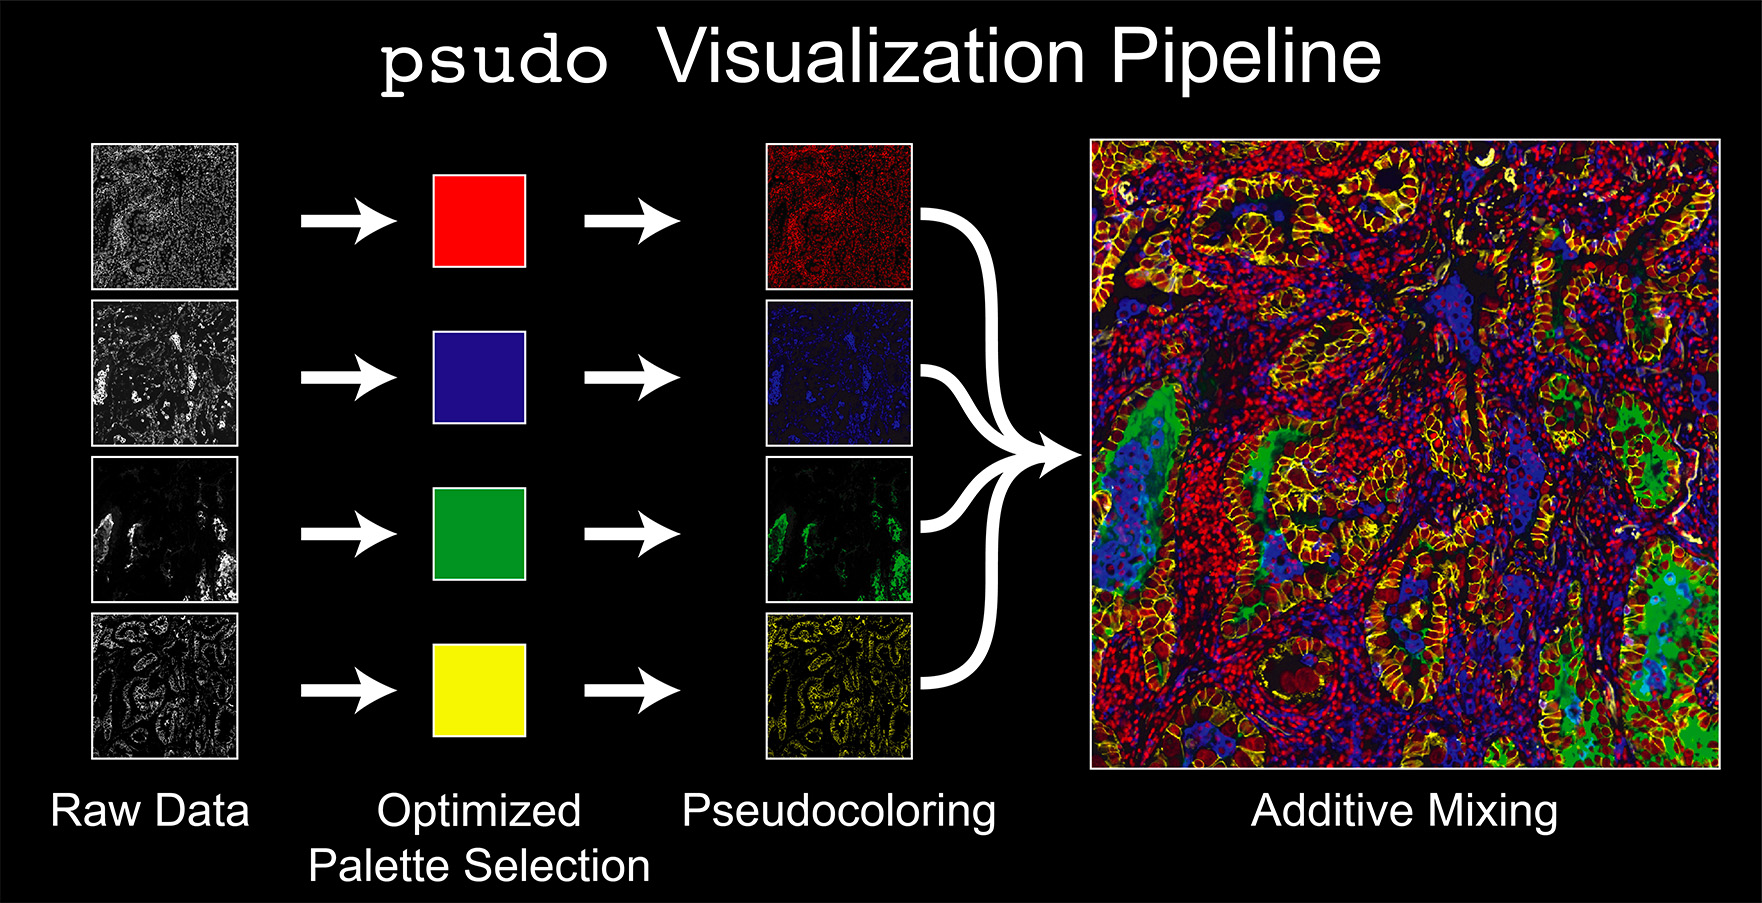 psudo Visualization Pipeline
Raw Data
Optimized
Palette Selection
Pseudocoloring
Additive Mixing